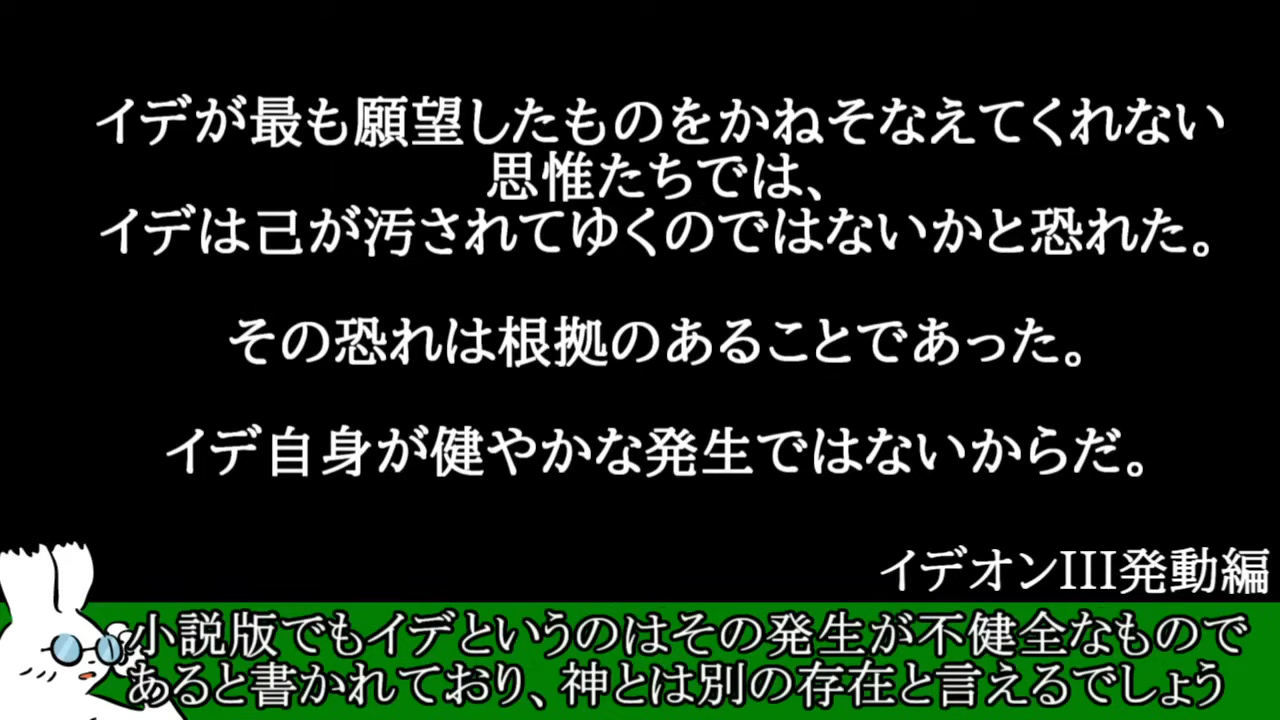 イデが最も願望したものをかねそなえてくれない
思惟たちでは、
イデは己が汚されてゆくのではないかと恐れた。
その恐れは根拠のあることであった。
イデ自身が健やかな発生ではないからだ。
イデオンIII発動編
小説版でもイデというのはその発生が不健全なもので
あると書かれており、神とは別の存在と言えるでしょう